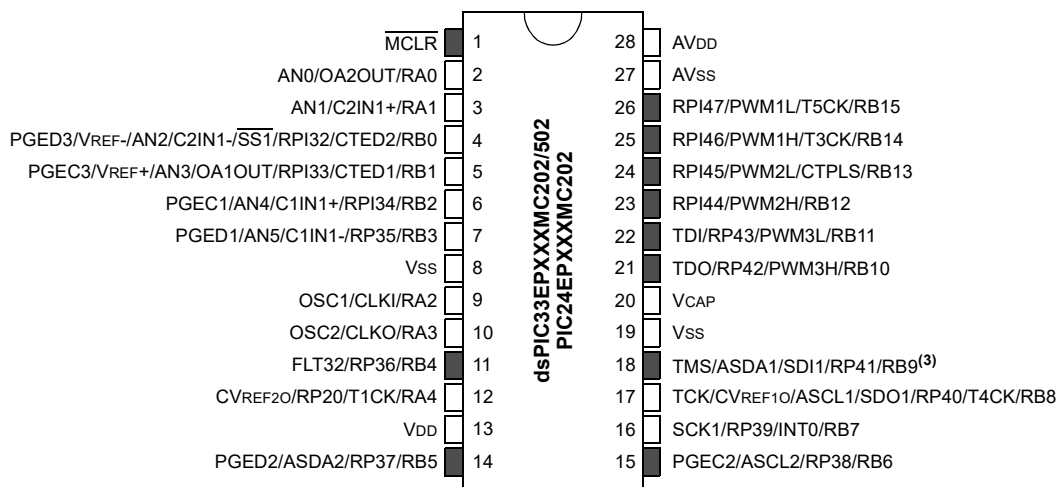 MCLR 1 28 AVDD
AN0/OA2OUT/RA0 2 27 AVSS
AN1/C2IN1+/RA1 3 26 RPI47/PWM1L/T5CK/RB15
PGED3/VREF-/AN2/C2IN1-/SS1/RPI32/CTED2/RB0 4 25 RPI46/PWM1H/T3CK/RB14
PGEC3/VREF+/AN3/OA1OUT/RPI33/CTED1/RB1 5 24 RPI45/PWM2L/CTPLS/RB13
PGEC1/AN4/C1IN1+/RPI34/RB2 6 23 RPI44/PWM2H/RB12
PGED1/AN5/C1IN1-/RP35/RB3 7 22 TDI/RP43/PWM3L/RB11
VSS 8 21 TDO/RP42/PWM3H/RB10
OSC1/CLKI/RA2 9 20 VCAP
OSC2/CLKO/RA3 10 19 VSS
FLT32/RP36/RB4 11 18 TMS/ASDA1/SDI1/RP41/RB9(3)
CVREF2O/RP20/T1CK/RA4 12 17 TCK/CVREF1O/ASCL1/SDO1/RP40/T4CK/RB8
VDD 13 16 SCK1/RP39/INT0/RB7
PGED2/ASDA2/RP37/RB5 14 15 PGEC2/ASCL2/RP38/RB6
dsPIC33EPXXXMC202/502
PIC24EPXXXMC202